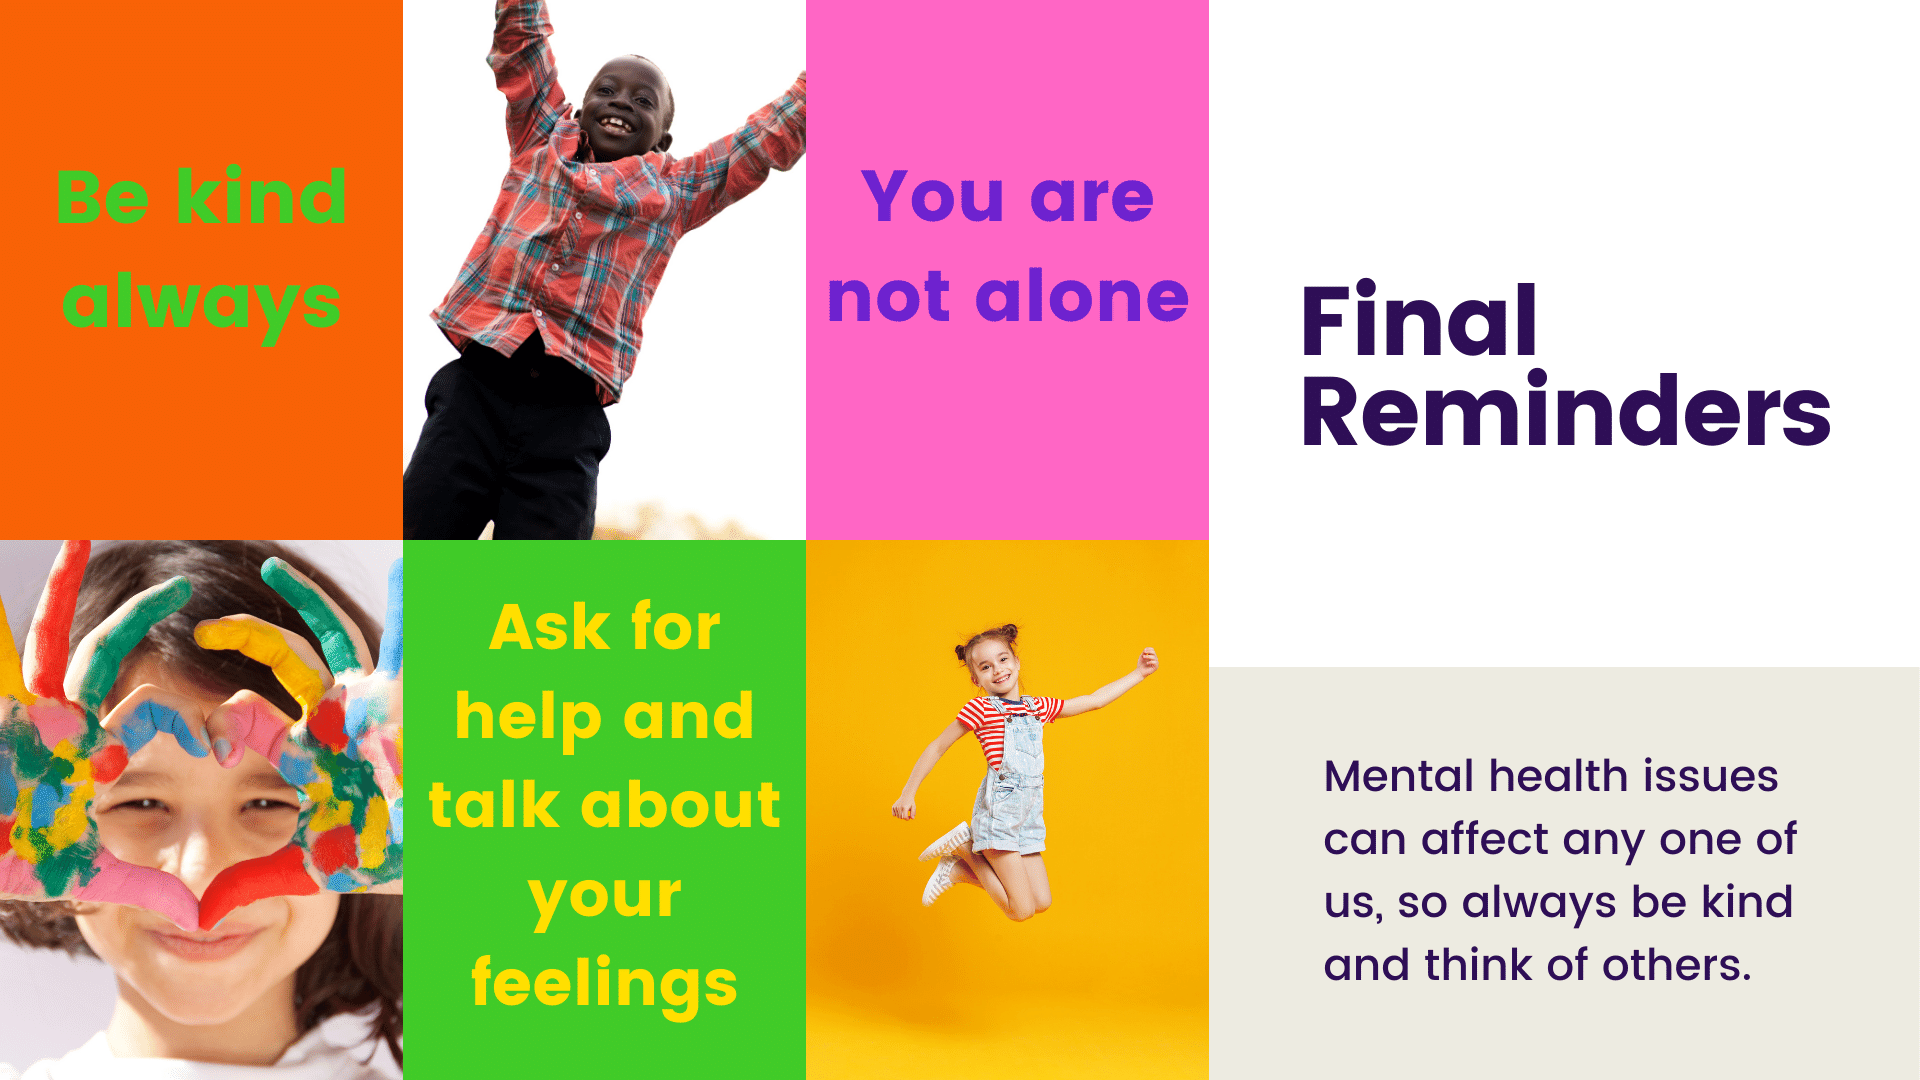 Be kind
always
You are
not alone
Final
Reminders
Ask for
help and
talk about
your
feelings
Mental health issues
can affect any one of
us, so always be kind
and think of others.